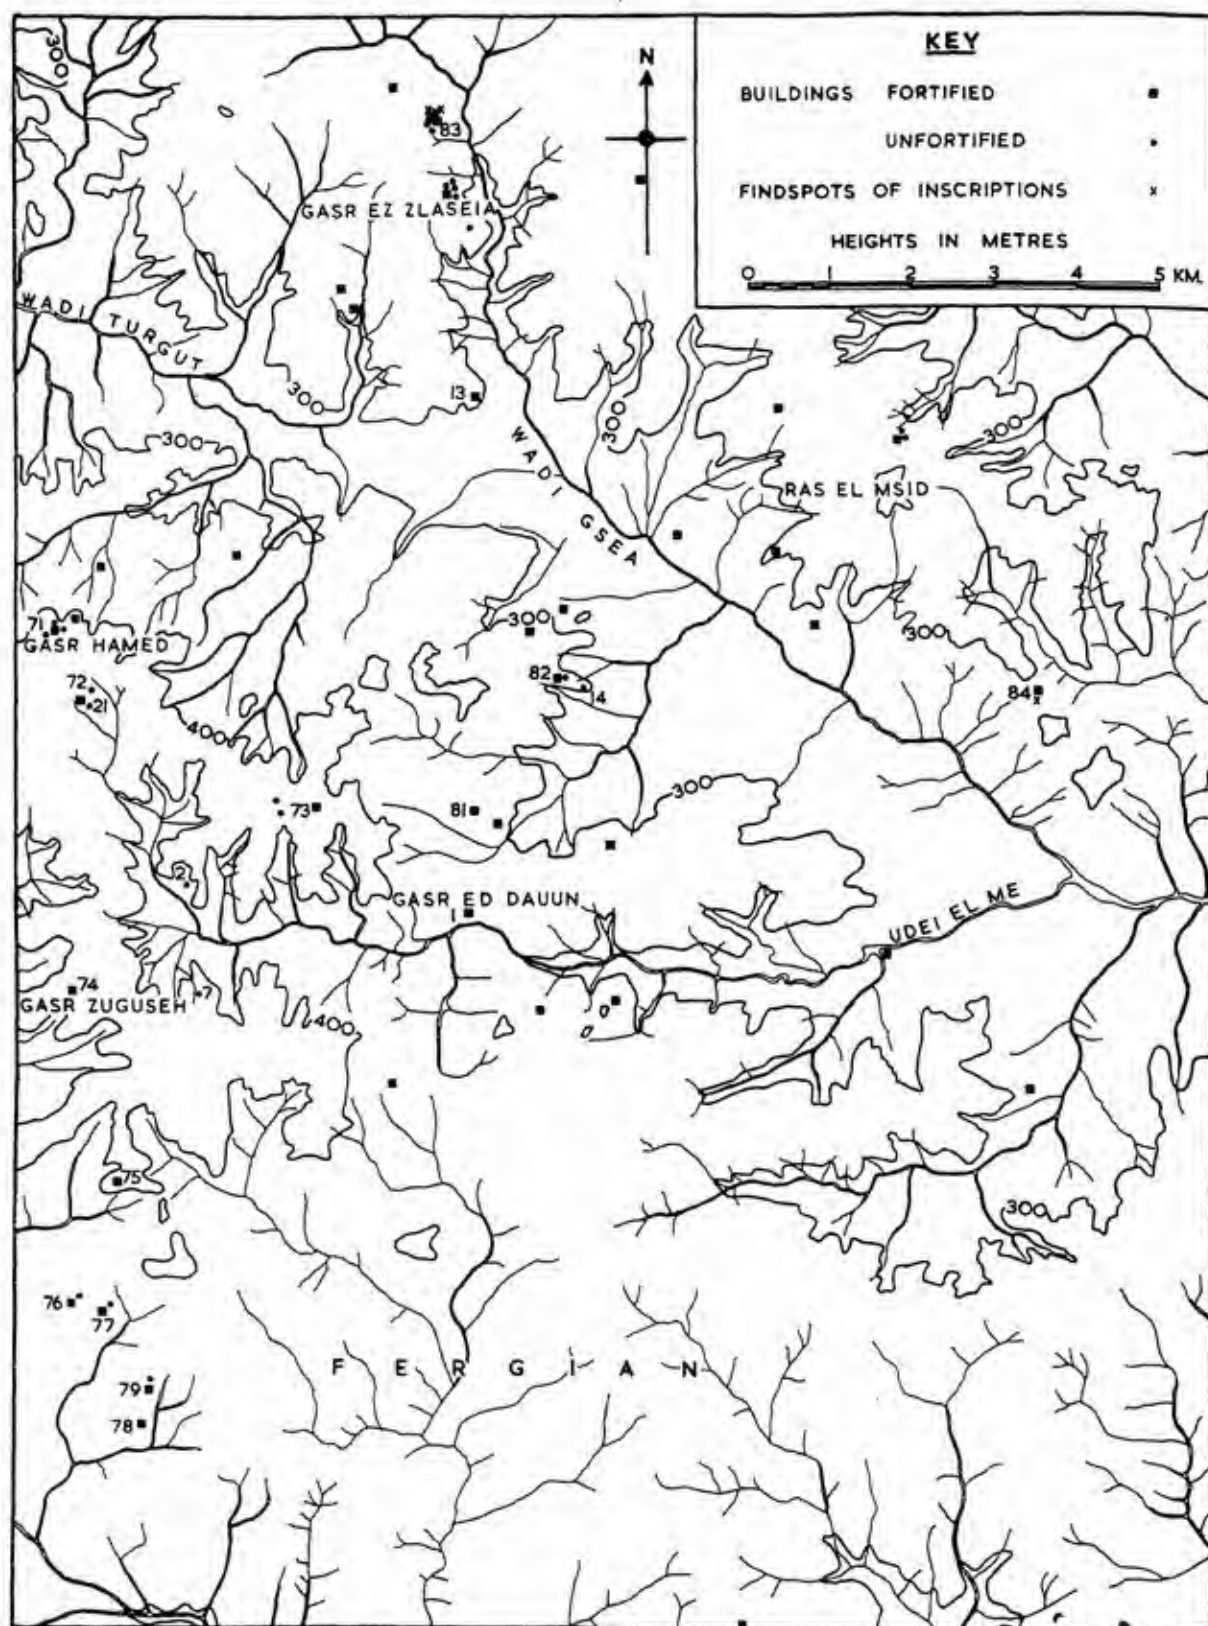 KEY
BUILDINGS FORTIFIED
UNFORTIFIED
FINDSPOTS OF INSCRIPTIONS
HEIGHTS IN METRES
0 1 2 3 4 5 KM.
N
300
83
GASR EZ ZLASEIA
WADI TURGUT
300
13
300
300
300
WADI GSEA
RAS EL MSID
71
GASR HAMED
300
300
72
21
82
14
84
400
73
81
300
2
GASR ED DAUUN
1
UDEI EL ME
74
7
GASR ZUGUSEH
400
75
300
76
77
FERGIAN
79
78